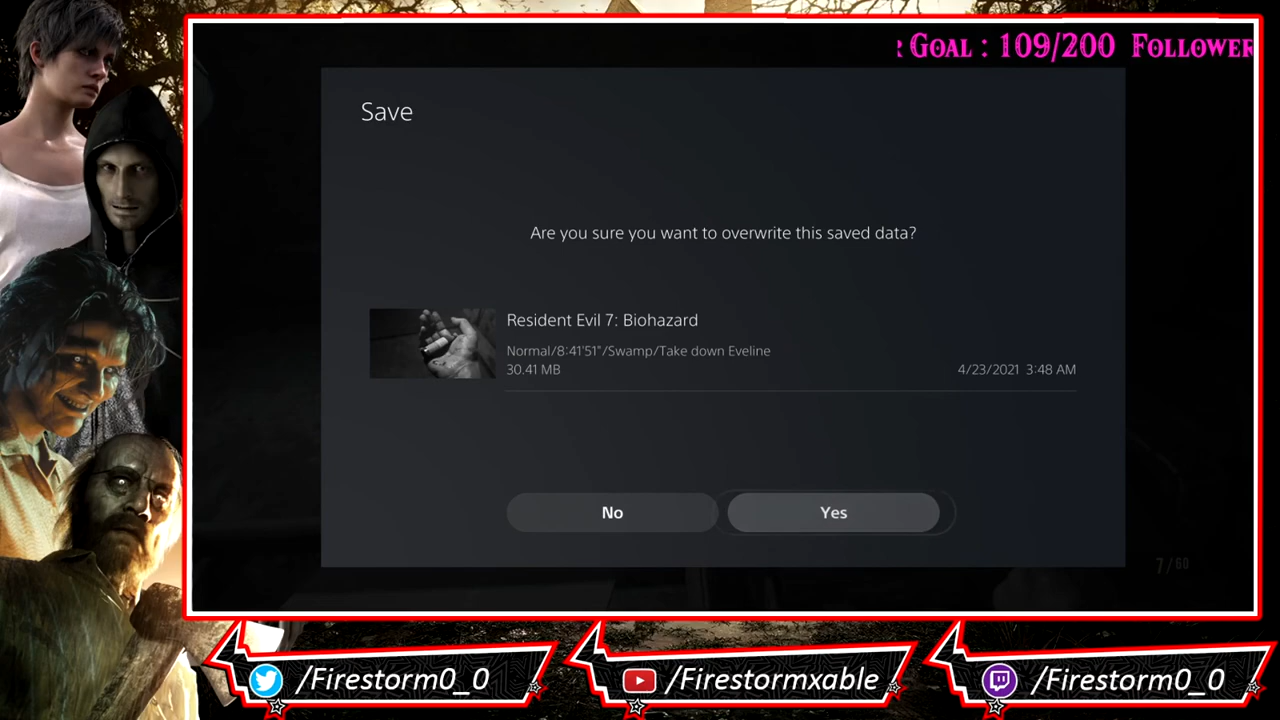 : GOAL : 109/200 FOLLOWER
Save
Are you sure you want to overwrite this saved data?
Resident Evil 7: Biohazard
Normal/8:41'51"/Swamp/Take down Eveline
30.41 MB
4/23/2021 3:48 AM
No
Yes
7/60
/Firestorm0_0
/Firestormxable
/Firestorm0_0